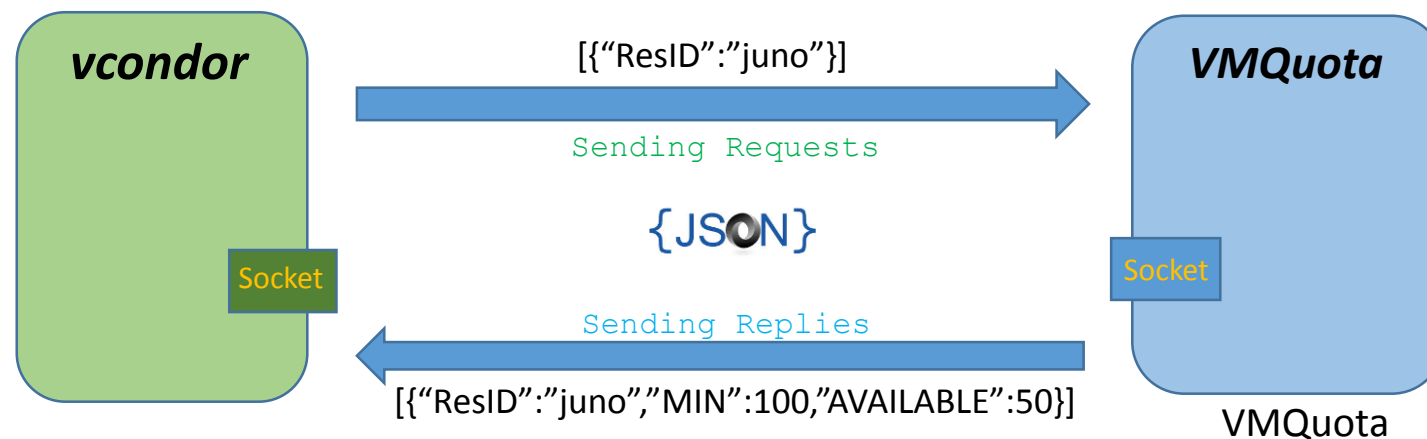 vcondor
[{“ResID”:”juno”}]
VMQuota
Sending Requests
{JSON}
Socket
Socket
Sending Replies
[{“ResID”:”juno”,”MIN”:100,”AVAILABLE”:50}]
VMQuota